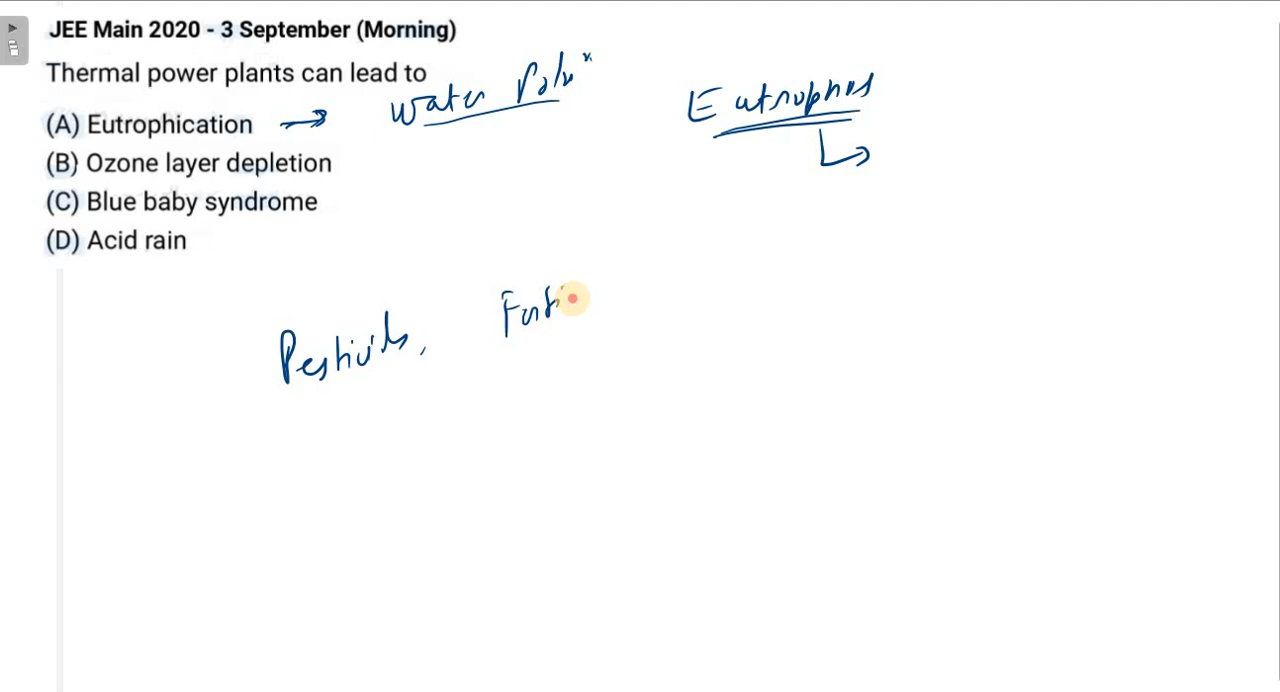 JEE Main 2020 - 3 September (Morning)
Thermal power plants can lead to
(A) Eutrophication → water
(B) Ozone layer depletion
(C) Blue baby syndrome
(D) Acid rain